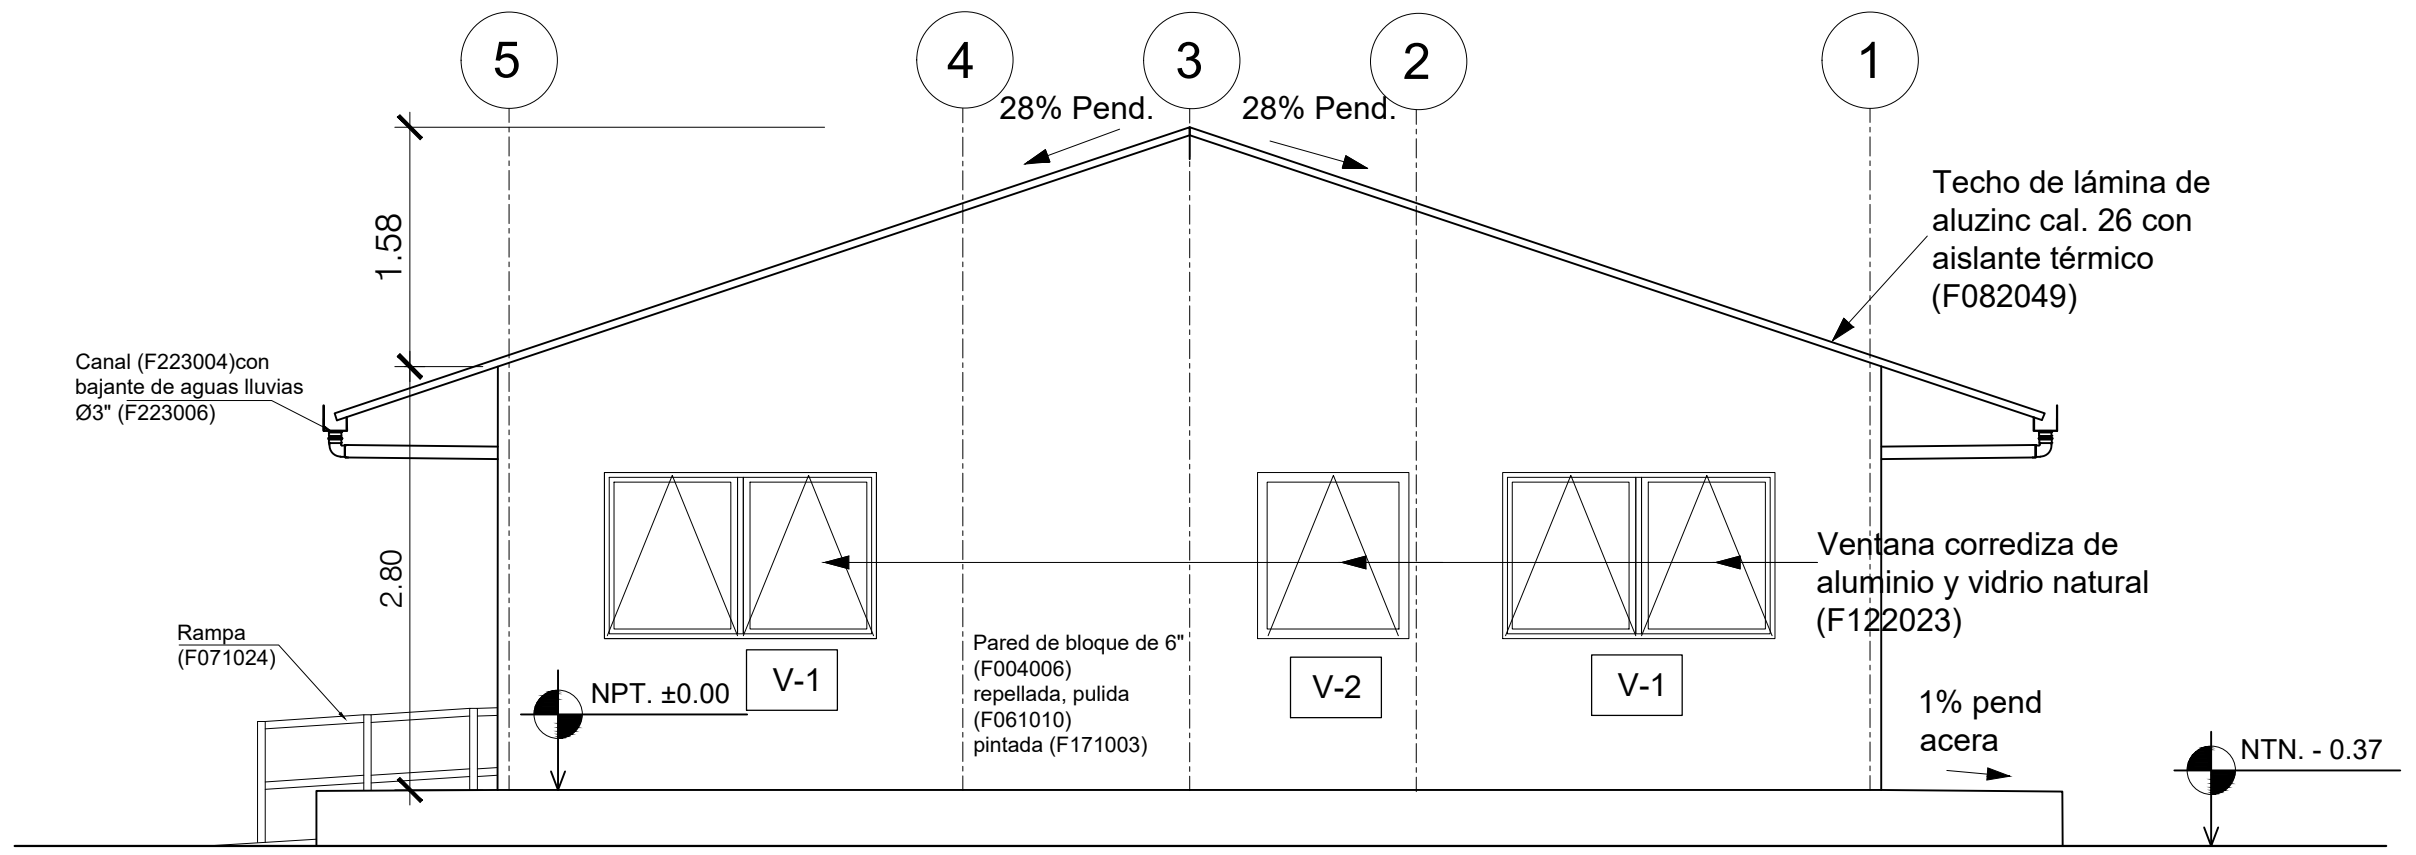 5
4
3
2
1
28% Pend.
28% Pend.
1.58
Techo de lámina de
aluzinc cal. 26 con
aislante térmico
(F082049)
Canal (F223004)con
bajante de aguas lluvias
Ø3" (F223006)
2.80
Ventana corrediza de
aluminio y vidrio natural
(F122023)
Rampa
(F071024)
Pared de bloque de 6"
(F004006)
repellada, pulida
(F061010)
pintada (F171003)
NPT. ±0.00
V-1
V-2
V-1
1% pend
acera
NTN. - 0.37